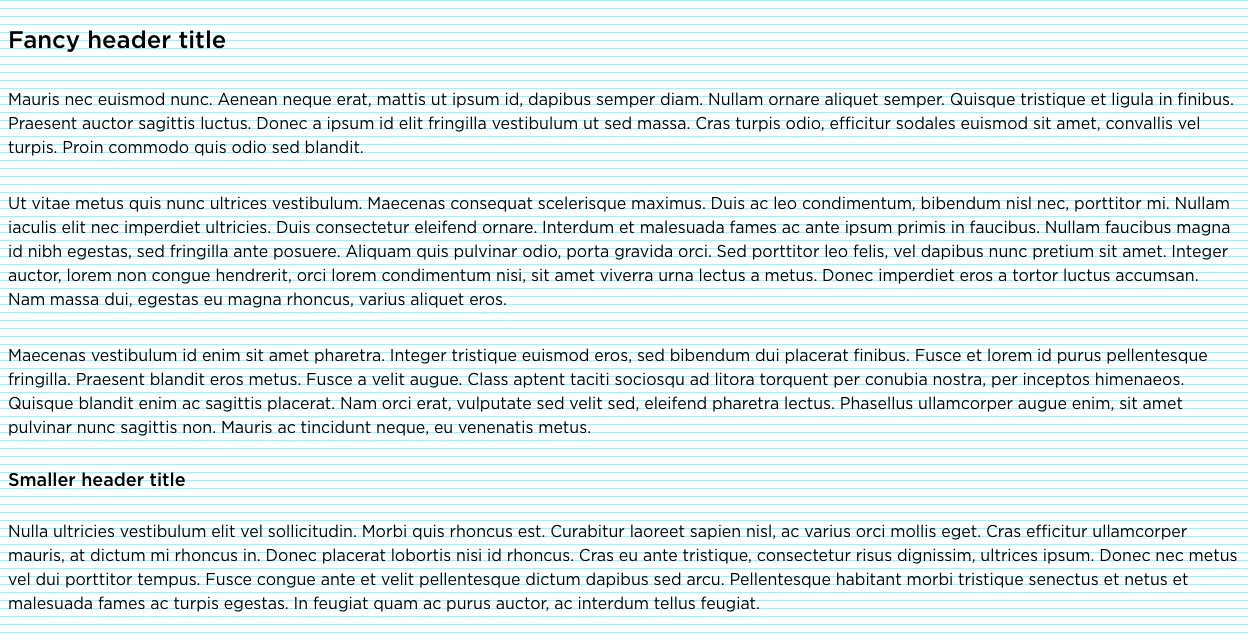 Fancy header title
Mauris nec euismod nunc. Aenean neque erat, mattis ut ipsum id, dapibus semper diam. Nullam ornare aliquet semper. Quisque tristique et ligula in finibus.
Praesent auctor sagittis luctus. Donec a ipsum id elit fringilla vestibulum ut sed massa. Cras turpis odio, efficitur sodales euismod sit amet, convallis vel
turpis. Proin commodo quis odio sed blandit.
Ut vitae metus quis nunc ultrices vestibulum. Maecenas consequat scelerisque maximus. Duis ac leo condimentum, bibendum nisl nec, porttitor mi. Nullam
iaculis elit nec imperdiet ultricies. Duis consectetur eleifend ornare. Interdum et malesuada fames ac ante ipsum primis in faucibus. Nullam faucibus magna
id nibh egestas, sed fringilla ante posuere. Aliquam quis pulvinar odio, porta gravida orci. Sed porttitor leo felis, vel dapibus nunc pretium sit amet. Integer
auctor, lorem non congue hendrerit, orci lorem condimentum nisi, sit amet viverra urna lectus a metus. Donec imperdiet eros a tortor luctus accumsan.
Nam massa dui, egestas eu magna rhoncus, varius aliquet eros.
Maecenas vestibulum id enim sit amet pharetra. Integer tristique euismod eros, sed bibendum dui placerat finibus. Fusce et lorem id purus pellentesque
fringilla. Praesent blandit eros metus. Fusce a velit augue. Class aptent taciti sociosqu ad litora torquent per conubia nostra, per inceptos himenaeos.
Quisque blandit enim ac sagittis placerat. Nam orci erat, vulputate sed velit sed, eleifend pharetra lectus. Phasellus ullamcorper augue enim, sit amet
pulvinar nunc sagittis non. Mauris ac tincidunt neque, eu venenatis metus.
Smaller header title
Nulla ultricies vestibulum elit vel sollicitudin. Morbi quis rhoncus est. Curabitur laoreet sapien nisl, ac varius orci mollis eget. Cras efficitur ullamcorper
mauris, at dictum mi rhoncus in. Donec placerat lobortis nisi id rhoncus. Cras eu ante tristique, consectetur risus dignissim, ultrices ipsum. Donec nec metus
vel dui porttitor tempus. Fusce congue ante et velit pellentesque dictum dapibus sed arcu. Pellentesque habitant morbi tristique senectus et netus et
malesuada fames ac turpis egestas. In feugiat quam ac purus auctor, ac interdum tellus feugiat.